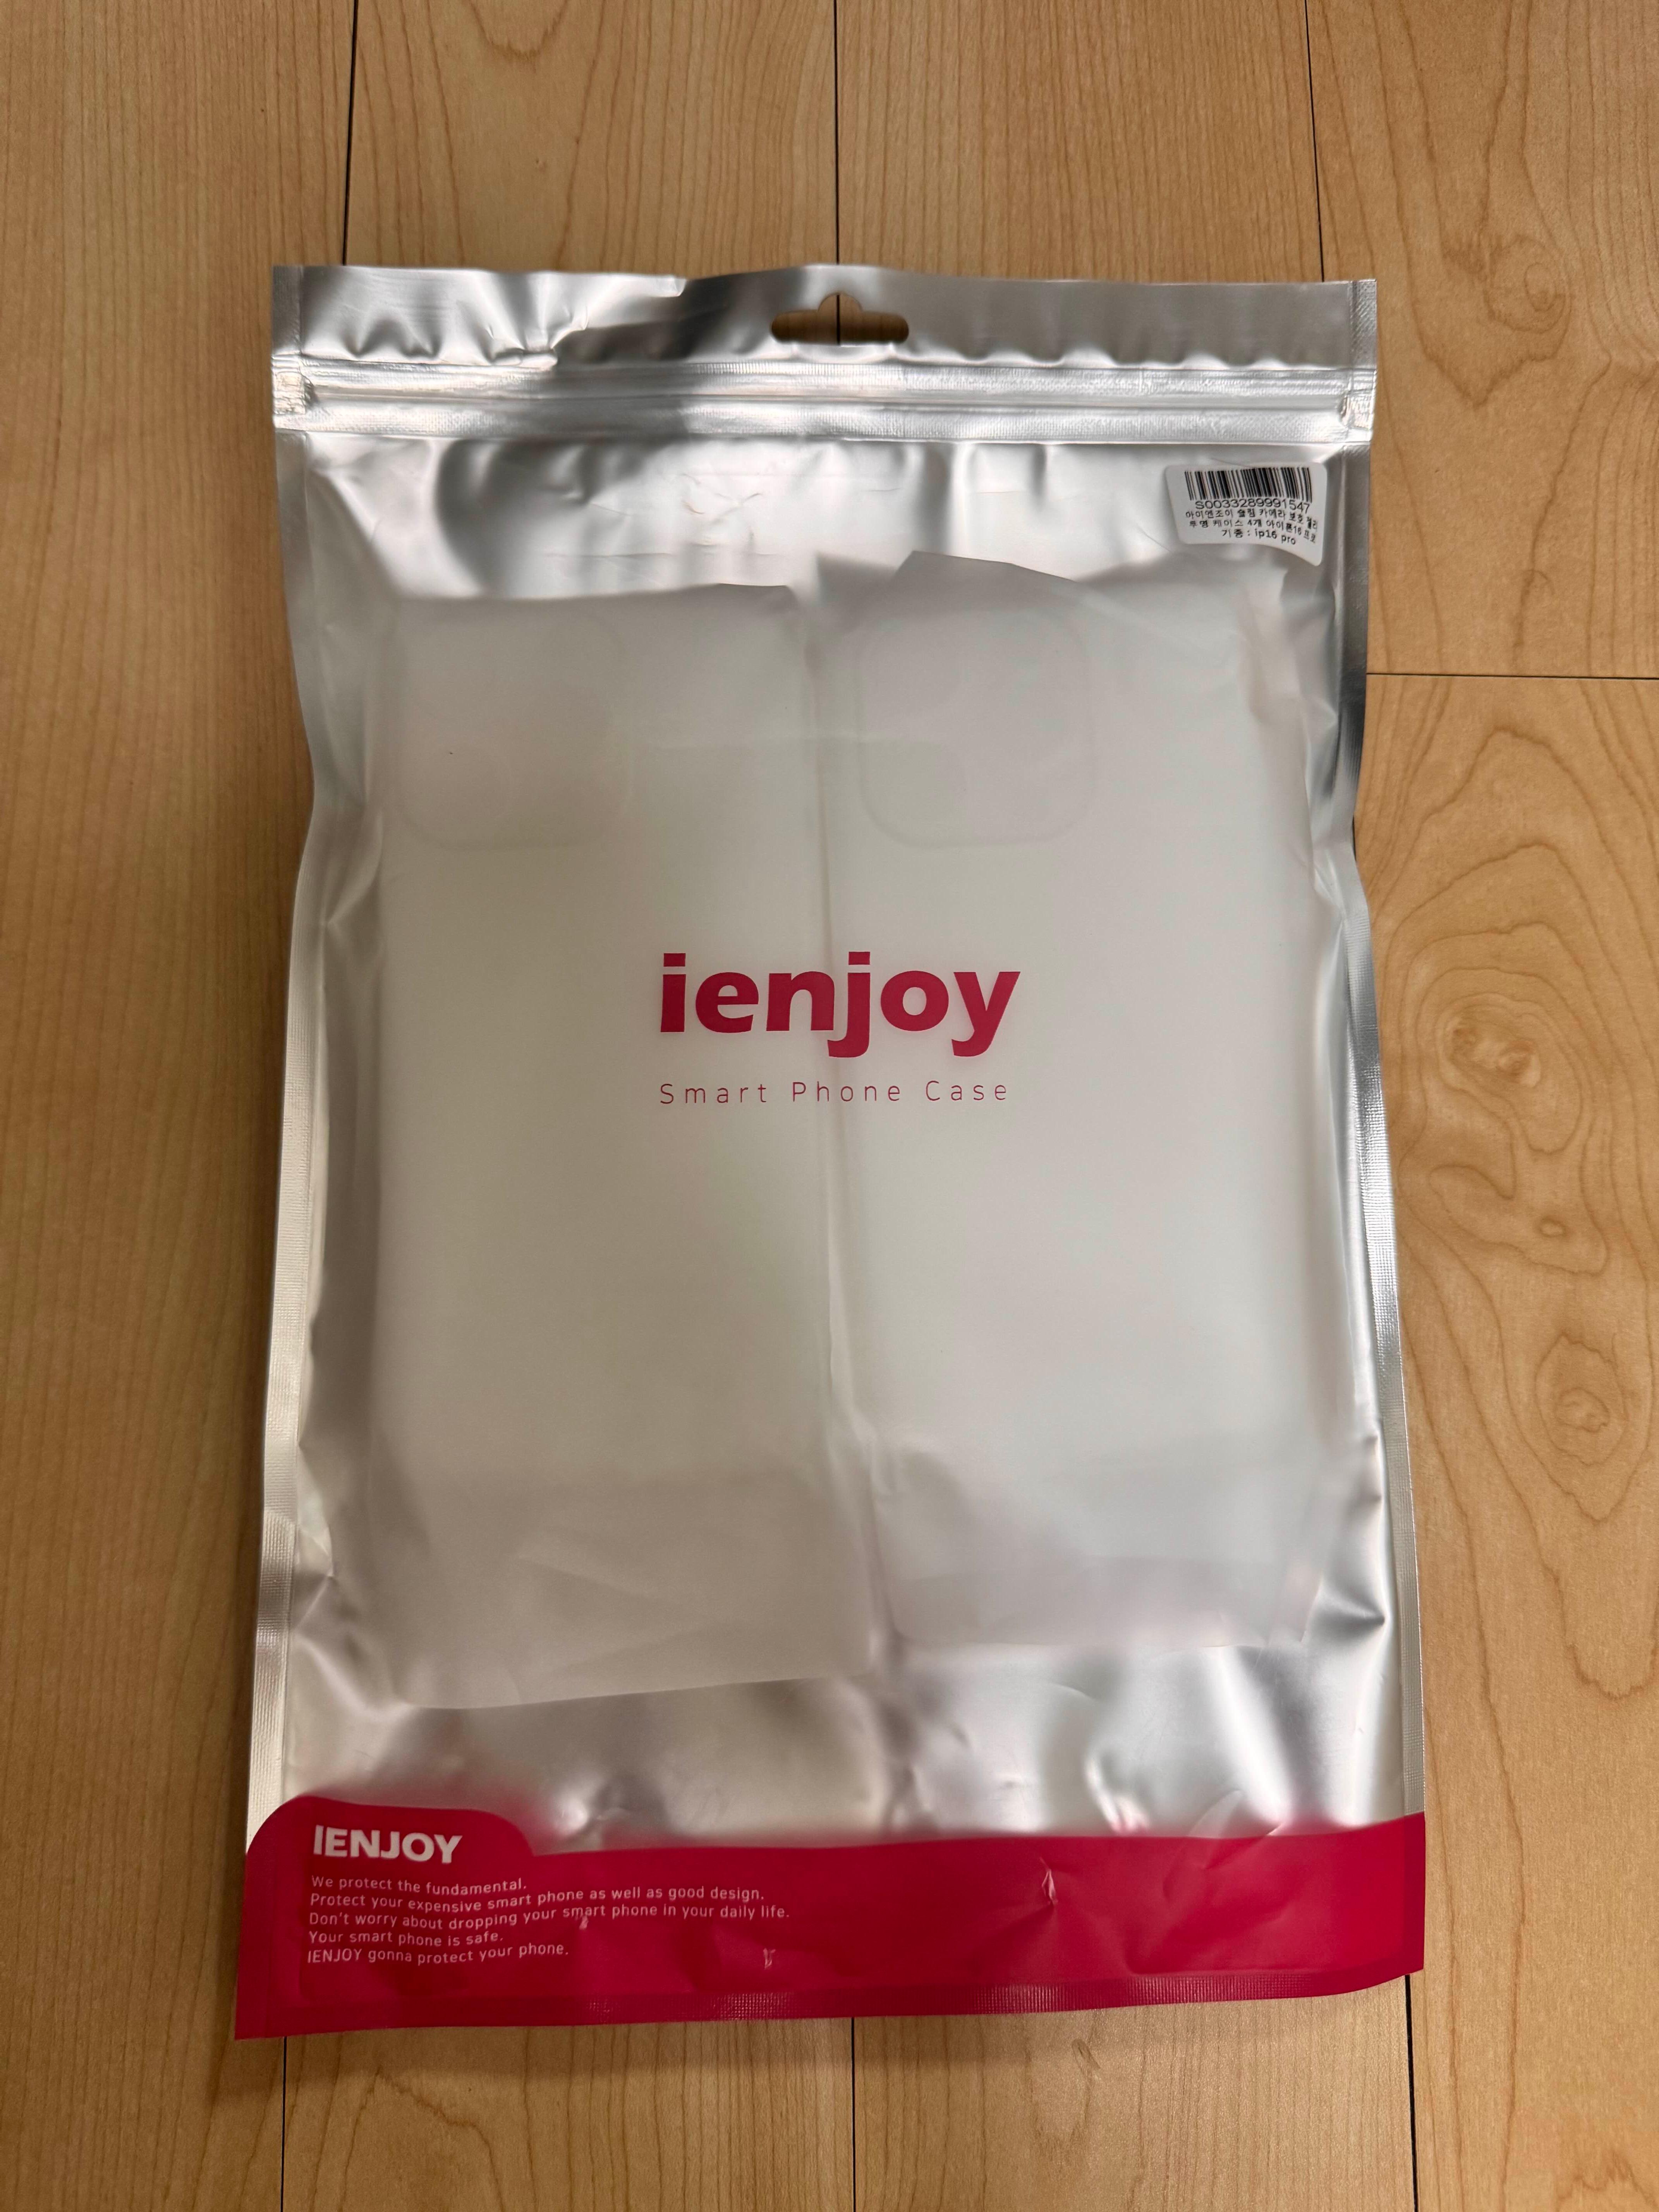 S0033289991547
아이엔조이 슬림 카메라 보호 젤리
투명 케이스 4개 아이폰16 프로
기종 : ip16 pro
ienjoy
Smart Phone Case
IENJOY
We protect the fundamental.
Protect your expensive smart phone as well as good design.
Don't worry about dropping your smart phone in your daily life.
Your smart phone is safe.
IENJOY gonna protect your phone.